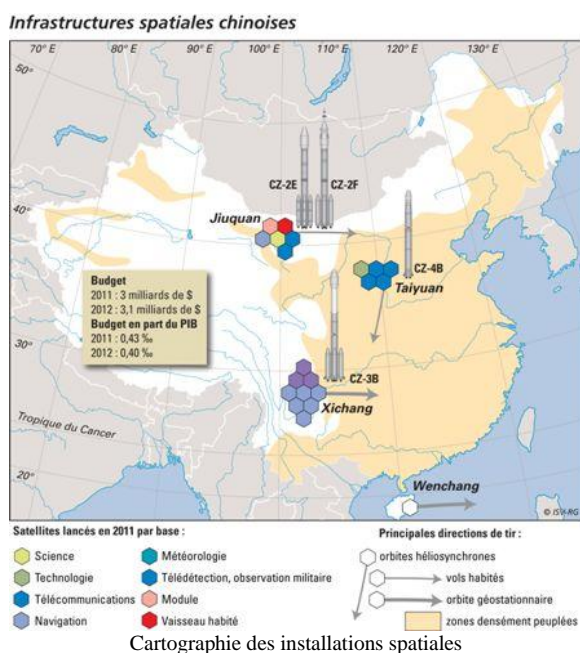 Infrastructures spatiales chinoises
70° E
80° E
90° E
100° E
110° E
120° E
130° E
50°
40°
30°
20°
CZ-2E
CZ-2F
Jiuquan
CZ-4B
Taiyuan
Budget
2011 : 3 milliards de $
2012 : 3,1 milliards de $
Budget en part du PIB
2011 : 0,43 ‰
2012 : 0,40 ‰
CZ-3B
Xichang
Tropique du Cancer
Wenchang
© ISV-RG
Satellites lancés en 2011 par base :
Science
Technologie
Télécommunications
Navigation
Météorologie
Télédétection, observation militaire
Module
Vaisseau habité
Principales directions de tir :
orbites héliosynchrones
vols habités
orbite géostationnaire
zones densément peuplées
Cartographie des installations spatiales